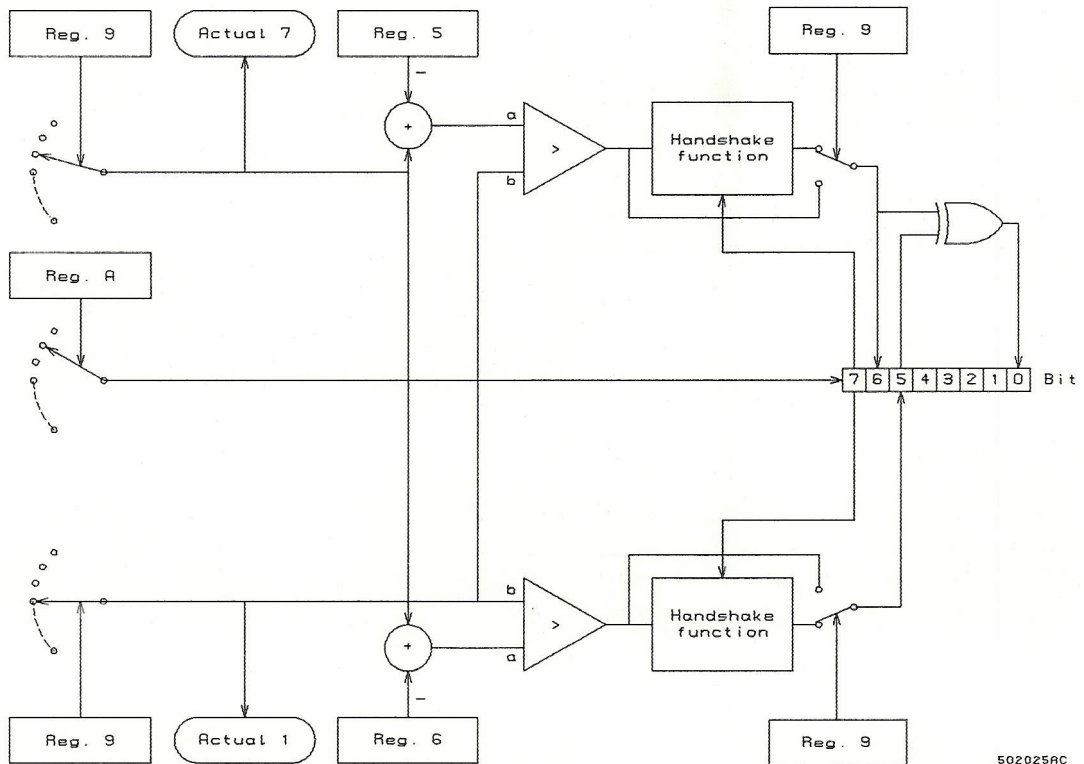 Reg. 9
Actual 7
Reg. 5
Reg. 9
−
+
a
>
b
Handshake
function
Reg. A
7 6 5 4 3 2 1 0 Bit
b
>
a
Handshake
function
+
−
Reg. 9
Actual 1
Reg. 6
Reg. 9
502025AC